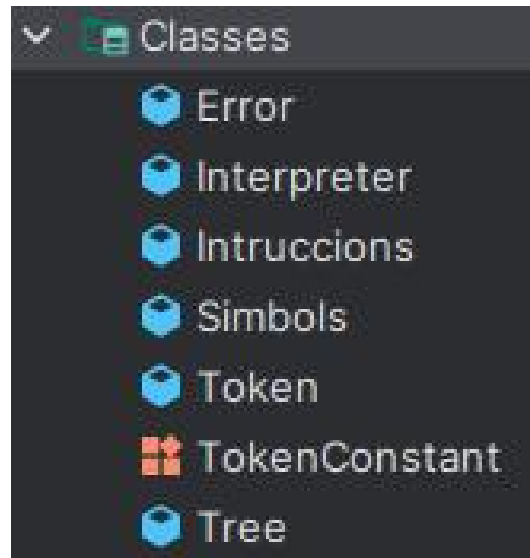 Classes
Error
Interpreter
Intruccions
Simbols
Token
TokenConstant
Tree